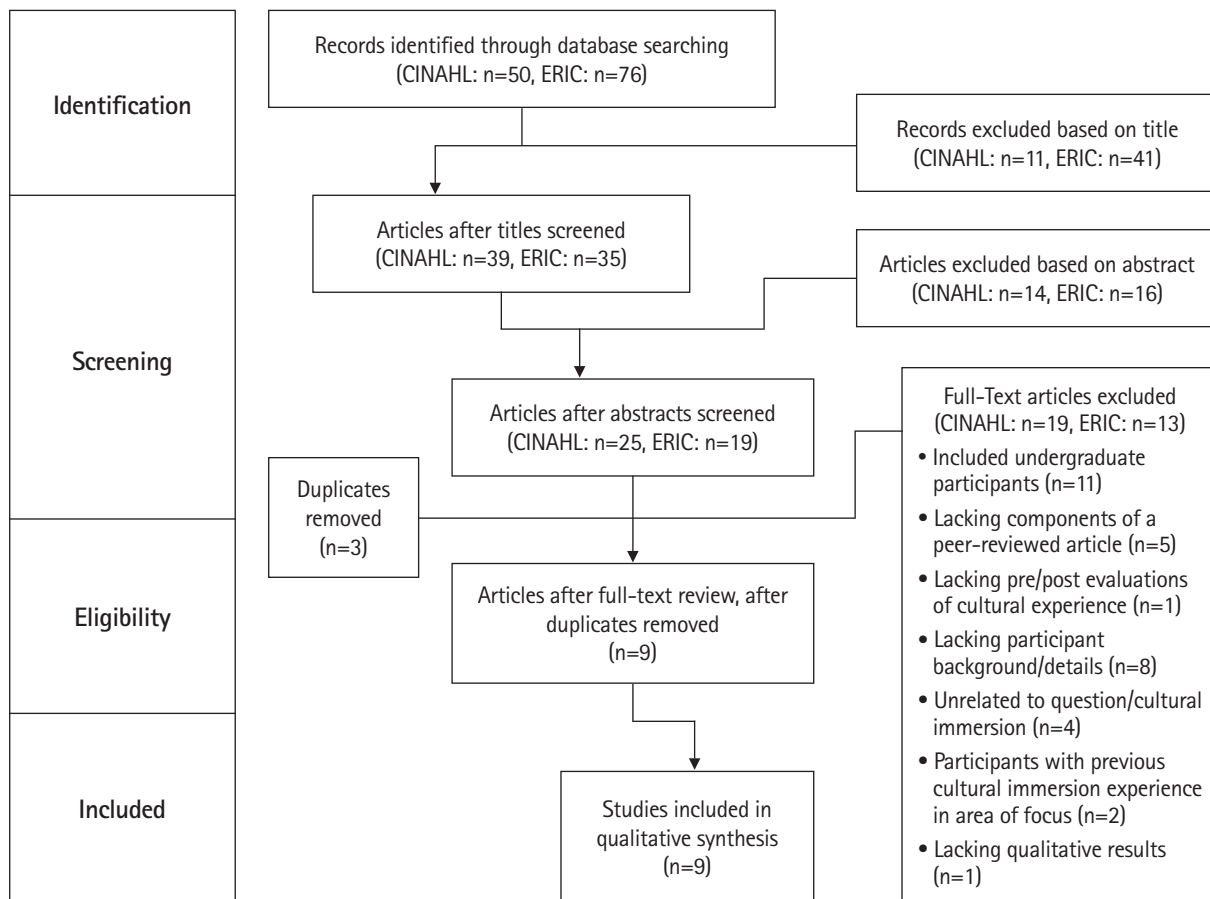 Identification
Records identified through database searching
(CINAHL: n=50, ERIC: n=76)
Records excluded based on title
(CINAHL: n=11, ERIC: n=41)
Screening
Articles after titles screened
(CINAHL: n=39, ERIC: n=35)
Articles excluded based on abstract
(CINAHL: n=14, ERIC: n=16)
Articles after abstracts screened
(CINAHL: n=25, ERIC: n=19)
Duplicates
removed
(n=3)
Full-Text articles excluded
(CINAHL: n=19, ERIC: n=13)
• Included undergraduate
participants (n=11)
• Lacking components of a
peer-reviewed article (n=5)
• Lacking pre/post evaluations
of cultural experience (n=1)
• Lacking participant
background/details (n=8)
• Unrelated to question/cultural
immersion (n=4)
• Participants with previous
cultural immersion experience
in area of focus (n=2)
• Lacking qualitative results
(n=1)
Eligibility
Articles after full-text review, after
duplicates removed
(n=9)
Included
Studies included in
qualitative synthesis
(n=9)